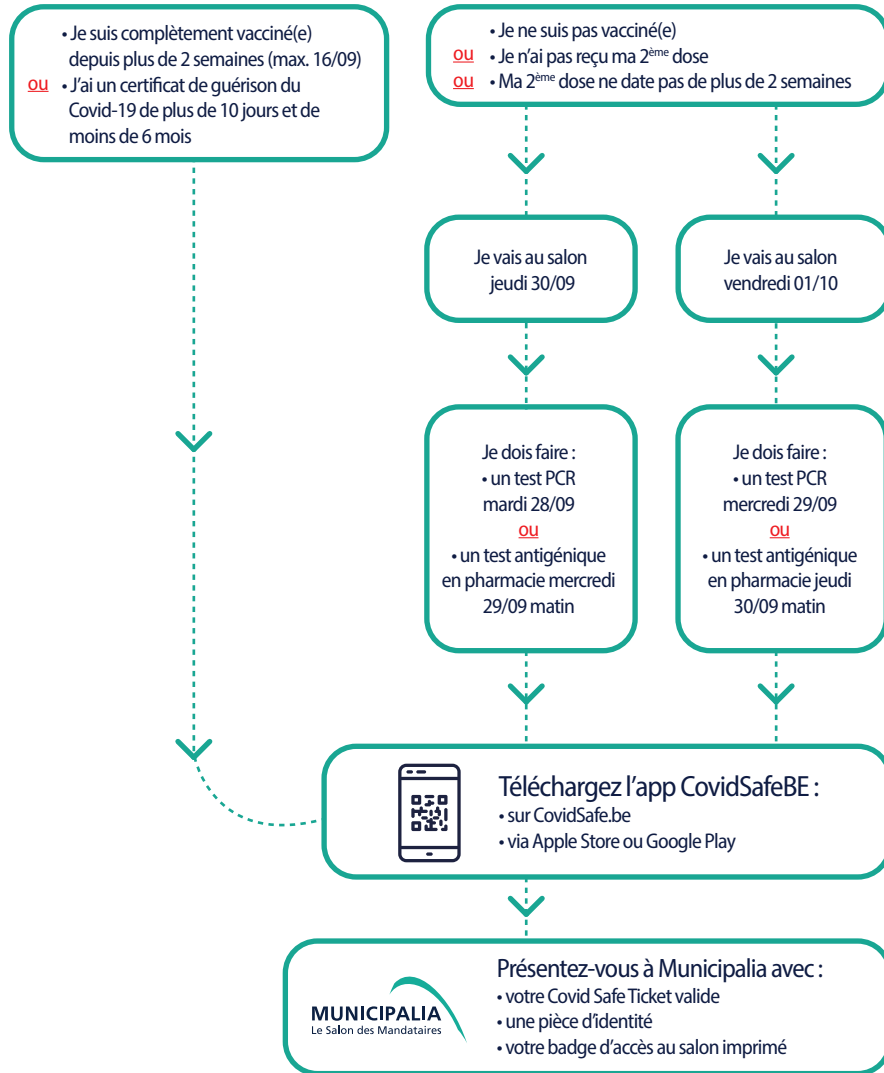 • Je suis complètement vacciné(e)
depuis plus de 2 semaines (max. 16/09)
ou • J'ai un certificat de guérison du
Covid-19 de plus de 10 jours et de
moins de 6 mois
• Je ne suis pas vacciné(e)
ou • Je n'ai pas reçu ma 2ème dose
ou • Ma 2ème dose ne date pas de plus de 2 semaines
Je vais au salon
jeudi 30/09
Je vais au salon
vendredi 01/10
Je dois faire :
• un test PCR
mardi 28/09
ou
• un test antigénique
en pharmacie mercredi
29/09 matin
Je dois faire :
• un test PCR
mercredi 29/09
ou
• un test antigénique
en pharmacie jeudi
30/09 matin
Téléchargez l'app CovidSafeBE :
• sur CovidSafe.be
• via Apple Store ou Google Play
MUNICIPALIA
Le Salon des Mandataires
Présentez-vous à Municipalia avec :
• votre Covid Safe Ticket valide
• une pièce d'identité
• votre badge d'accès au salon imprimé